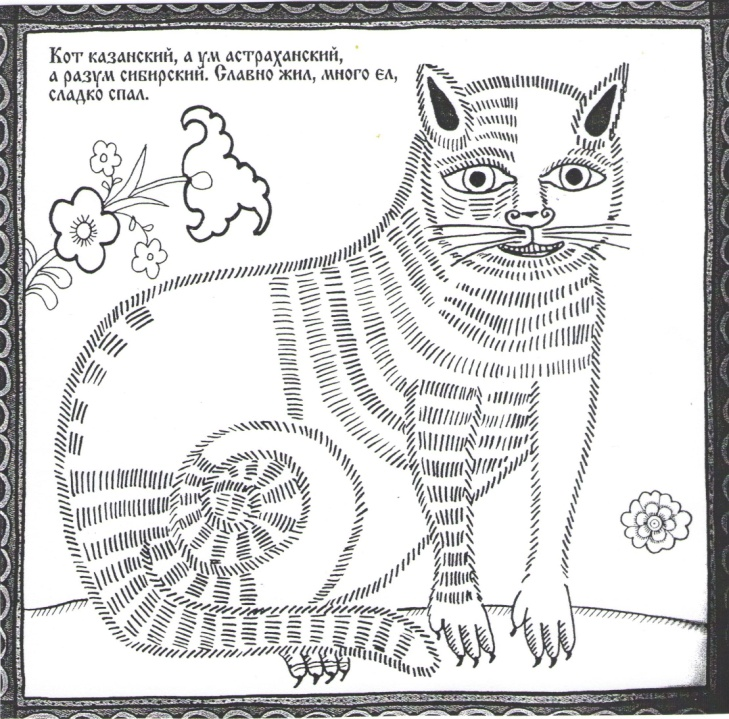 Кот казанский, а ум астраханский,
а разум сибирский. Славно жил, много ел,
сладко спал.